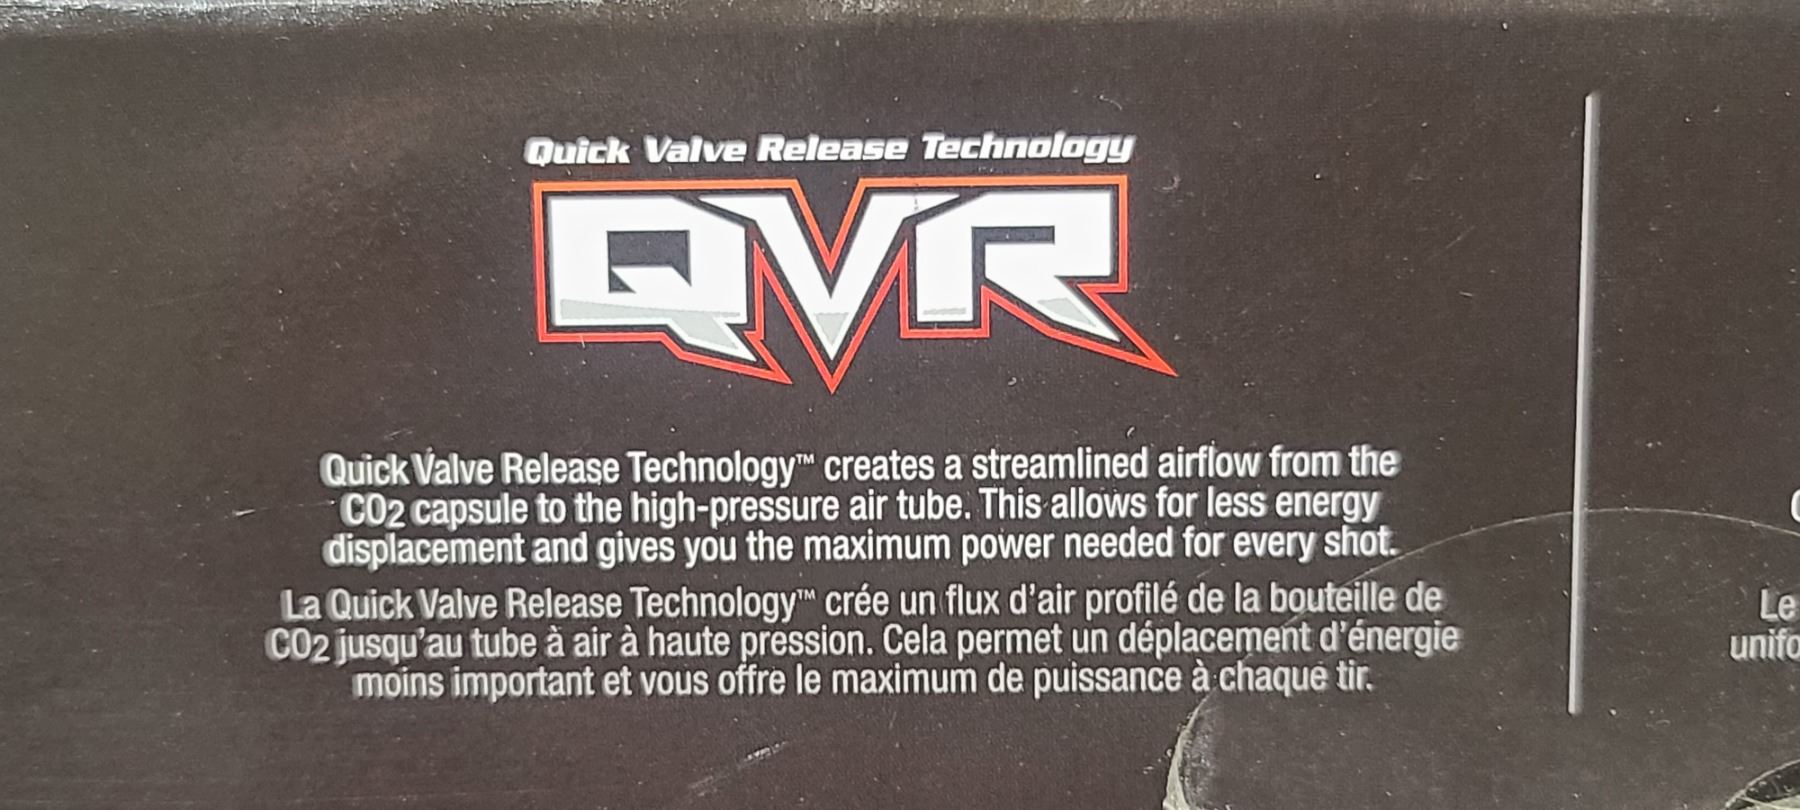 Quick Valve Release Technology
QVR
Quick Valve Release Technology™ creates a streamlined airflow from the
CO2 capsule to the high-pressure air tube. This allows for less energy
displacement and gives you the maximum power needed for every shot.
La Quick Valve Release Technology™ crée un flux d'air profilé de la bouteille de
CO2 jusqu'au tube à air à haute pression. Cela permet un déplacement d'énergie
moins important et vous offre le maximum de puissance à chaque tir.
Le